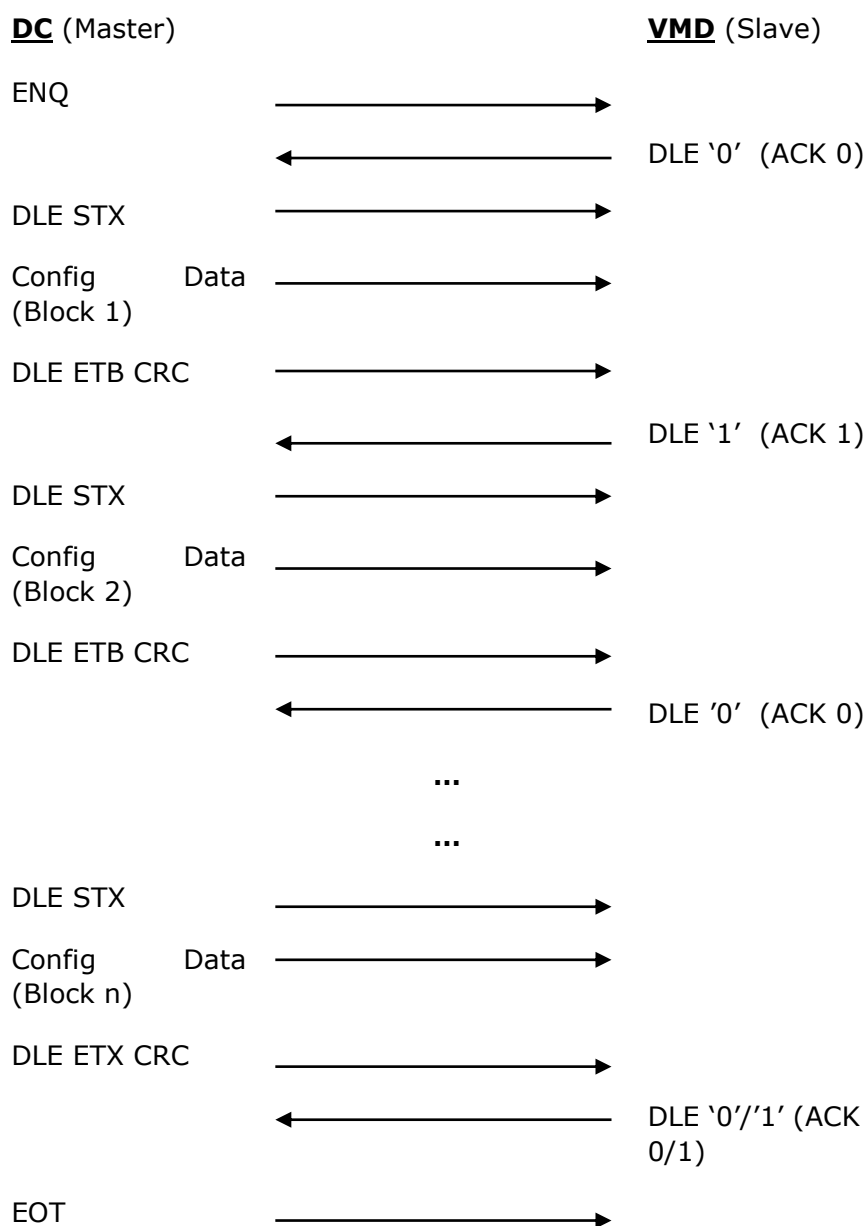 DC (Master) VMD (Slave)
ENQ
DLE ‘0’ (ACK 0)
DLE STX
Config Data
(Block 1)
DLE ETB CRC
DLE ‘1’ (ACK 1)
DLE STX
Config Data
(Block 2)
DLE ETB CRC
DLE ’0’ (ACK 0)
...
...
DLE STX
Config Data
(Block n)
DLE ETX CRC
DLE ‘0’/’1’ (ACK
0/1)
EOT